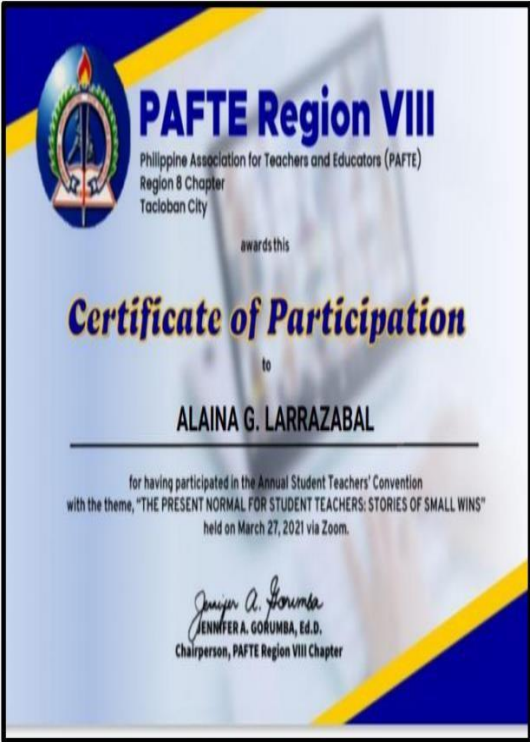 PAFTE Region VIII
Philippine Association for Teachers and Educators (PAFTE)
Region 8 Chapter
Tacloban City
awards this
Certificate of Participation
to
ALAINA G. LARRAZABAL
for having participated in the Annual Student Teachers' Convention
with the theme, "THE PRESENT NORMAL FOR STUDENT TEACHERS: STORIES OF SMALL WINS"
held on March 27, 2021 via Zoom.
Jennifer A. Gorumba
JENNIFER A. GORUMBA, Ed.D.
Chairperson, PAFTE Region VIII Chapter